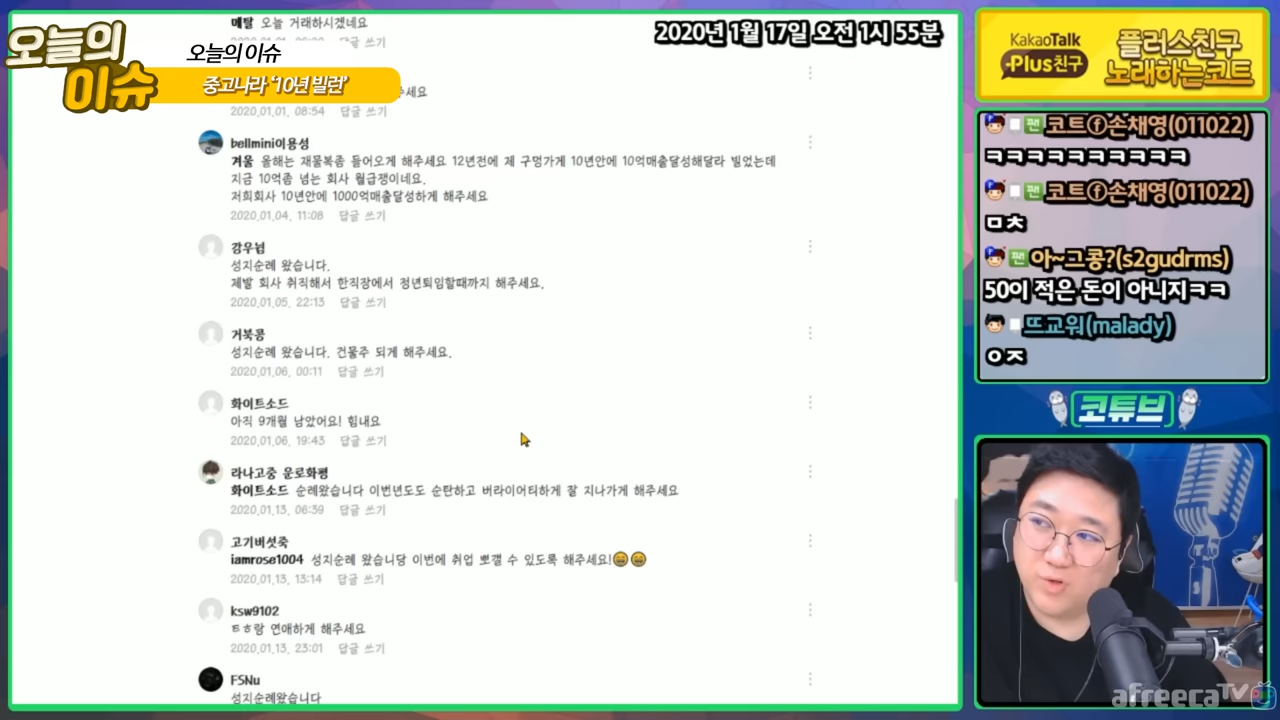 오늘의
이슈
오늘의 이슈
중고나라 '10년 빌런'
2020년 1월 17일 오전 1시 55분
메탈 오늘 거래하시겠네요
답글 쓰기
주세요
2020.01.01. 08:54 답글 쓰기
bellmini이용성
겨울 올해는 재물복좀 들어오게 해주세요 12년전에 제 구멍가게 10년안에 10억매출달성해달라 빌었는데
지금 10억좀 넘는 회사 월급쟁이네요.
저희회사 10년안에 1000억매출달성하게 해주세요
2020.01.04. 11:08 답글 쓰기
강우뉨
성지순례 왔습니다.
제발 회사 취직해서 한직장에서 정년퇴임할때까지 해주세요.
2020.01.05. 22:13 답글 쓰기
거북콩
성지순례 왔습니다. 건물주 되게 해주세요.
2020.01.06. 00:11 답글 쓰기
화이트소드
아직 9개월 남았어요! 힘내요
2020.01.06. 19:43 답글 쓰기
라나고중 운로화평
화이트소드 순례왔습니다 이번년도도 순탄하고 버라이어티하게 잘 지나가게 해주세요
2020.01.13. 06:39 답글 쓰기
고기버섯죽
iamrose1004 성지순례 왔습니당 이번에 취업 뽀갤 수 있도록 해주세요!😄😄
2020.01.13. 13:14 답글 쓰기
ksw9102
ㅌㅎ랑 연애하게 해주세요
2020.01.13. 23:01 답글 쓰기
FSNu
성지순례왔습니다
KakaoTalk
Plus친구
플러스친구
노래하는코트
팬 코트ⓕ손채영(011022)
ㅋㅋㅋㅋㅋㅋㅋㅋㅋㅋ
팬 코트ⓕ손채영(011022)
ㅁㅊ
팬 아~그콩?(s2gudrms)
50이 적은 돈이 아니지ㅋㅋ
뜨교워(malady)
ㅇㅈ
코튜브
afreecaTV